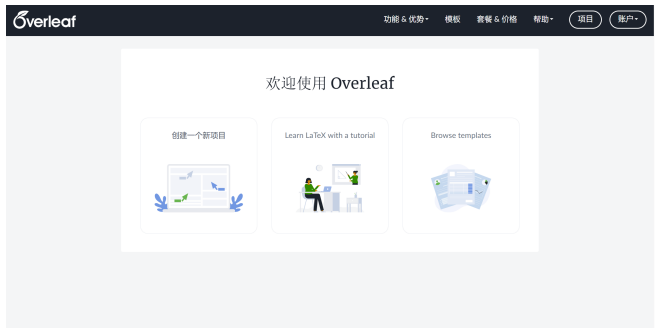 Overleaf
功能 & 优势
模板
套餐 & 价格
帮助
项目
账户
欢迎使用 Overleaf
创建一个新项目
Learn LaTeX with a tutorial
Browse templates